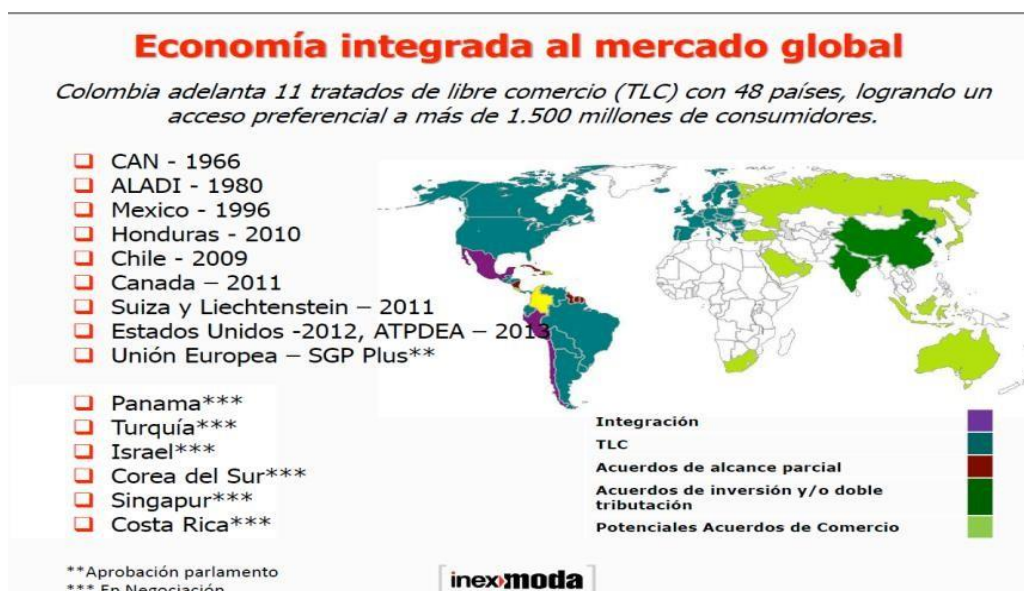 Economía integrada al mercado global
Colombia adelanta 11 tratados de libre comercio (TLC) con 48 países, logrando un
acceso preferencial a más de 1.500 millones de consumidores.
CAN - 1966
ALADI - 1980
Mexico - 1996
Honduras - 2010
Chile - 2009
Canada – 2011
Suiza y Liechtenstein – 2011
Estados Unidos -2012, ATPDEA – 2013
Unión Europea – SGP Plus**
Panama***
Turquía***
Israel***
Corea del Sur***
Singapur***
Costa Rica***
Integración
TLC
Acuerdos de alcance parcial
Acuerdos de inversión y/o doble
tributación
Potenciales Acuerdos de Comercio
**Aprobación parlamento
*** En Negociación
inexmoda